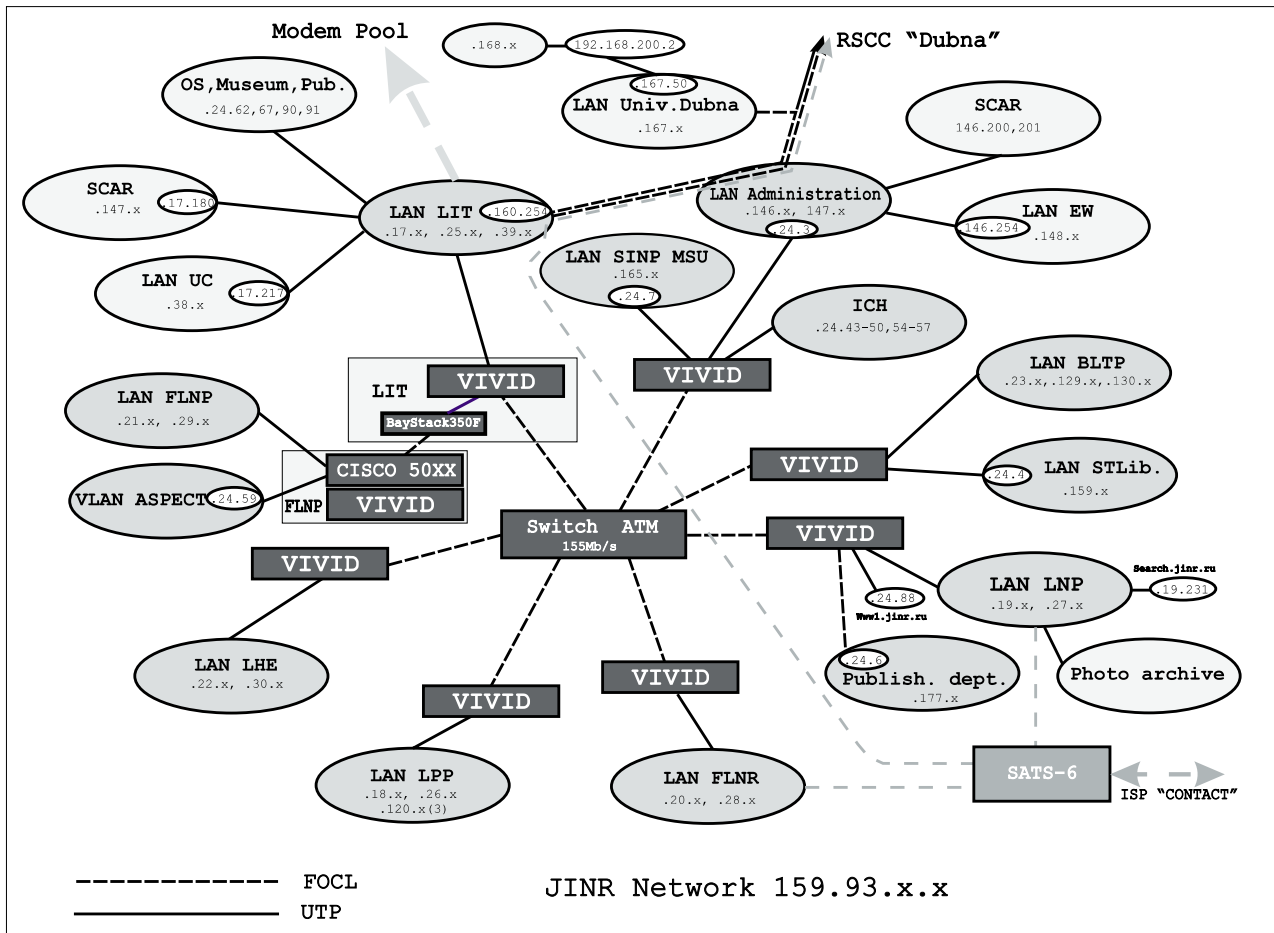 Modem Pool
RSCC “Dubna”
.168.x
192.168.200.2
.167.50
LAN Univ.Dubna
.167.x
OS,Museum,Pub.
.24.62,67,90,91
SCAR
146.200,201
SCAR
.147.x
.17.180
LAN LIT
.160.254
.17.x, .25.x, .39.x
LAN Administration
.146.x, 147.x
.24.3
LAN EW
.146.254
.148.x
LAN SINP MSU
.165.x
.24.7
LAN UC
.17.217
.38.x
ICH
.24.43-50,54-57
LIT
VIVID
BayStack350F
VIVID
LAN BLTP
.23.x,.129.x,.130.x
LAN FLNP
.21.x, .29.x
CISCO 50XX
FLNP
VIVID
VLAN ASPECT
.24.59
VIVID
.24.4
LAN STLib.
.159.x
Switch ATM
155Mb/s
VIVID
VIVID
LAN LNP
.19.x, .27.x
Search.jinr.ru
.19.231
.24.88
Www1.jinr.ru
.24.6
Publish. dept.
.177.x
Photo archive
LAN LHE
.22.x, .30.x
VIVID
VIVID
LAN LPP
.18.x, .26.x
.120.x(3)
LAN FLNR
.20.x, .28.x
SATS-6
ISP “CONTACT”
FOCL
UTP
JINR Network 159.93.x.x